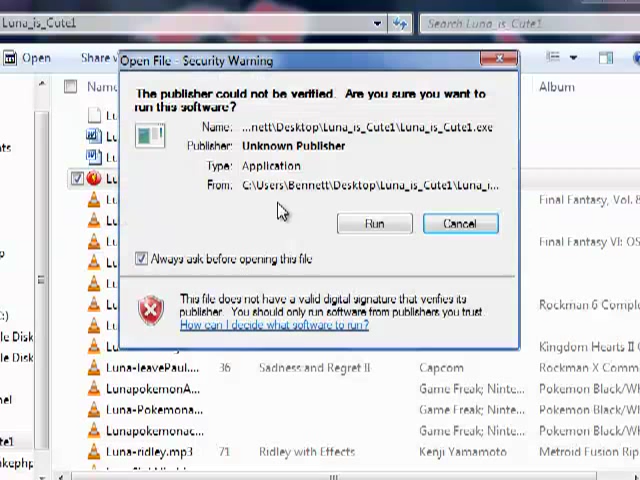 Luna_is_Cute1
Search Luna_is_Cute1
Open
Share
Open File - Security Warning
Name
Album
The publisher could not be verified. Are you sure you want to
run this software?
Name: ...nett\Desktop\Luna_is_Cute1\Luna_is_Cute1.exe
Publisher: Unknown Publisher
Type: Application
From: C:\Users\Bennett\Desktop\Luna_is_Cute1\Luna_i...
Run
Cancel
Always ask before opening this file
This file does not have a valid digital signature that verifies its
publisher. You should only run software from publishers you trust.
How can I decide what software to run?
Final Fantasy, Vol. 8
Final Fantasy VI: OS
Rockman 6 Comple
Kingdom Hearts II
Luna-leavePaul... 36 Sadness and Regret II Capcom Rockman X Comm
LunapokemonA... Game Freak; Ninte... Pokemon Black/Wh
Luna-Pokemona... Game Freak; Ninte... Pokemon Diamond
Lunapokemonac... Game Freak; Ninte... Pokemon Black/Wh
Luna-ridley.mp3 71 Ridley with Effects Kenji Yamamoto Metroid Fusion Rip